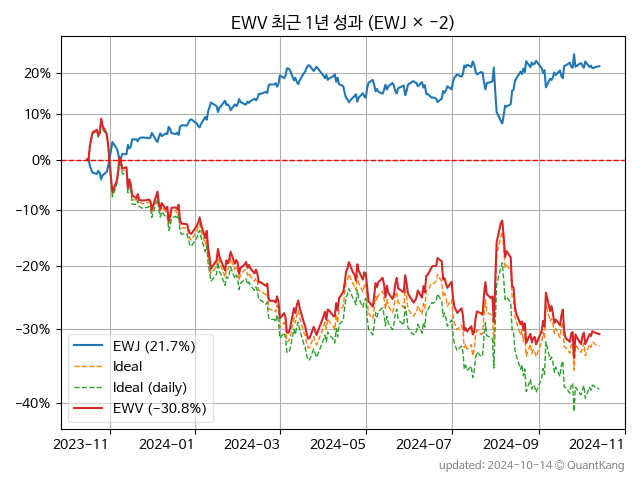 EWV 최근 1년 성과 (EWJ × −2)
20%
10%
0%
−10%
−20%
−30%
−40%
EWJ (21.7%)
Ideal
Ideal (daily)
EWV (−30.8%)
2023−11
2024−01
2024−03
2024−05
2024−07
2024−09
2024−11
updated: 2024-10-14 © QuantKang